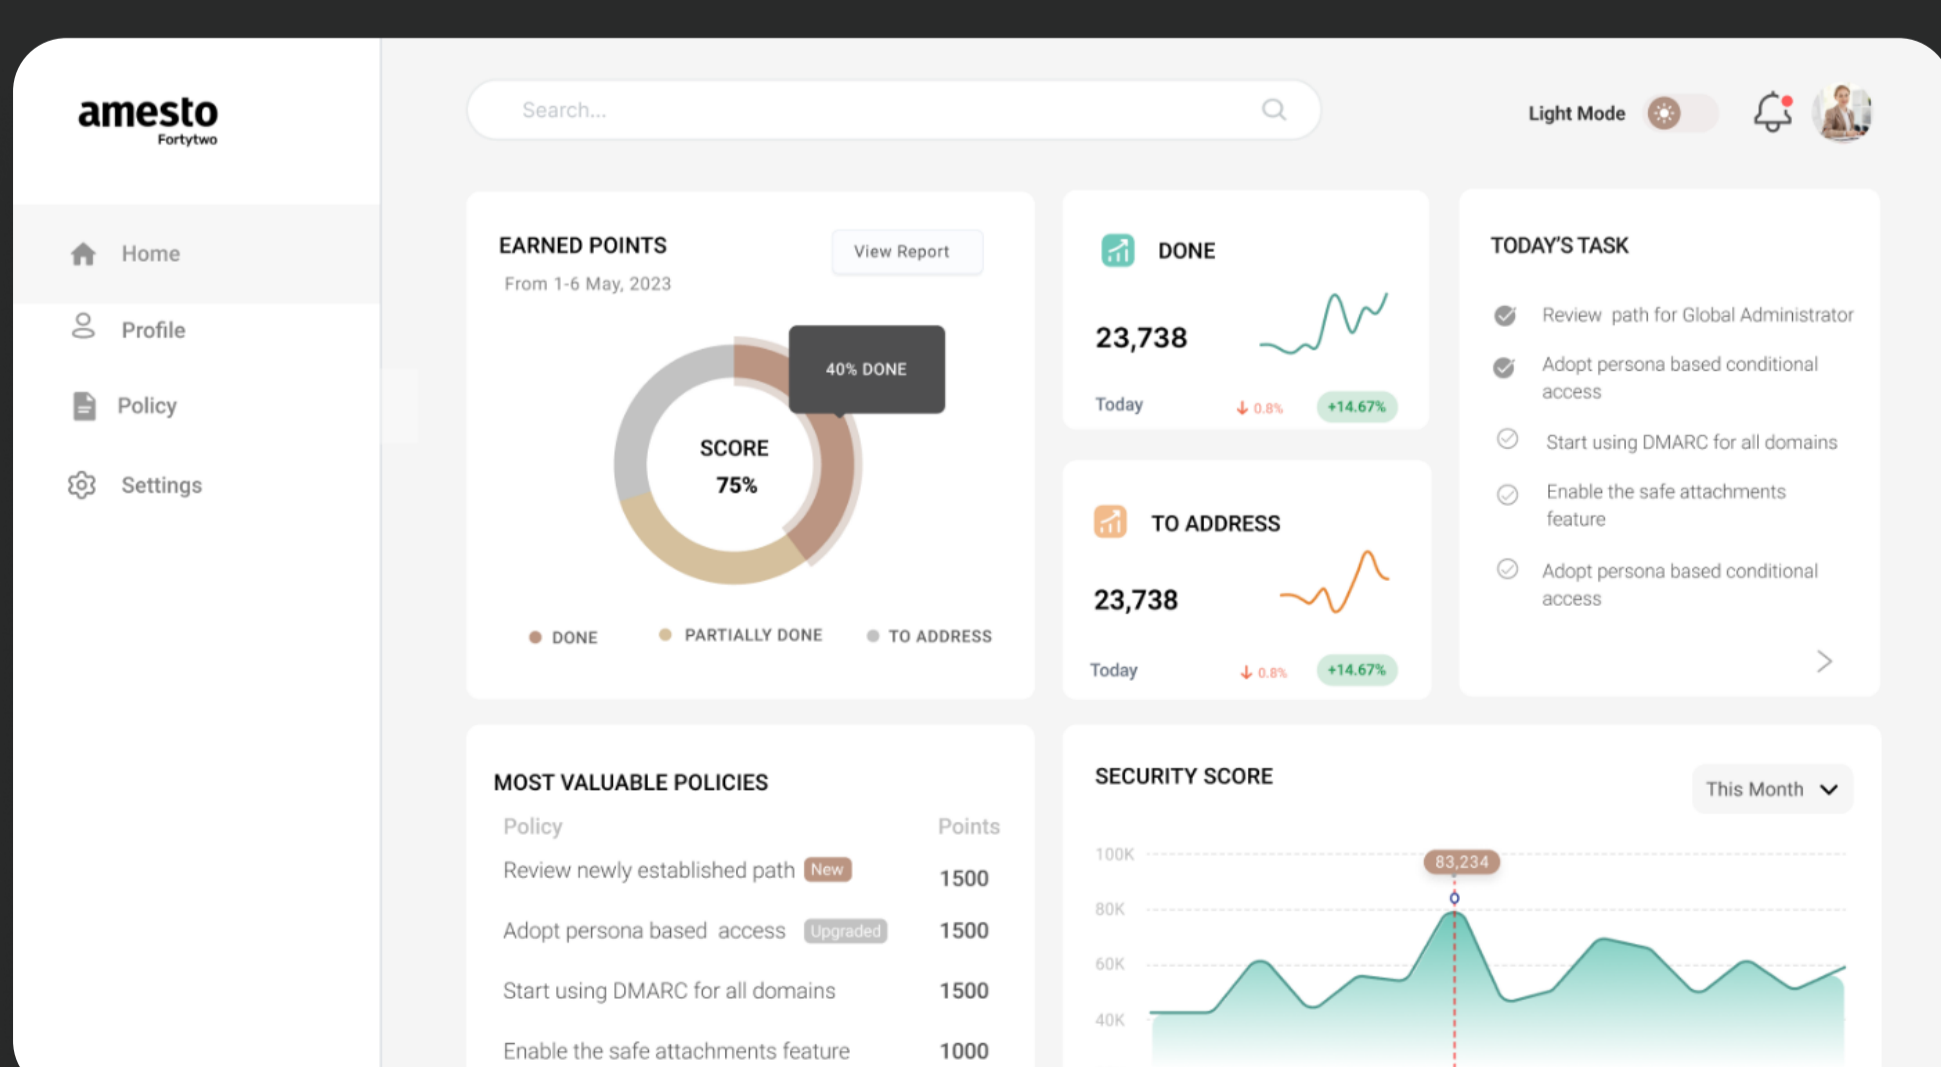 amesto
Fortytwo
Search...
Light Mode
Home
Profile
Policy
Settings
EARNED POINTS
View Report
From 1-6 May, 2023
40% DONE
SCORE
75%
DONE
PARTIALLY DONE
TO ADDRESS
DONE
23,738
Today
0.8%
+14.67%
TO ADDRESS
23,738
Today
0.8%
+14.67%
TODAY'S TASK
Review path for Global Administrator
Adopt persona based conditional
access
Start using DMARC for all domains
Enable the safe attachments
feature
Adopt persona based conditional
access
MOST VALUABLE POLICIES
Policy
Points
Review newly established path New 1500
Adopt persona based access Upgraded 1500
Start using DMARC for all domains 1500
Enable the safe attachments feature 1000
SECURITY SCORE
This Month
100K
83,234
80K
60K
40K